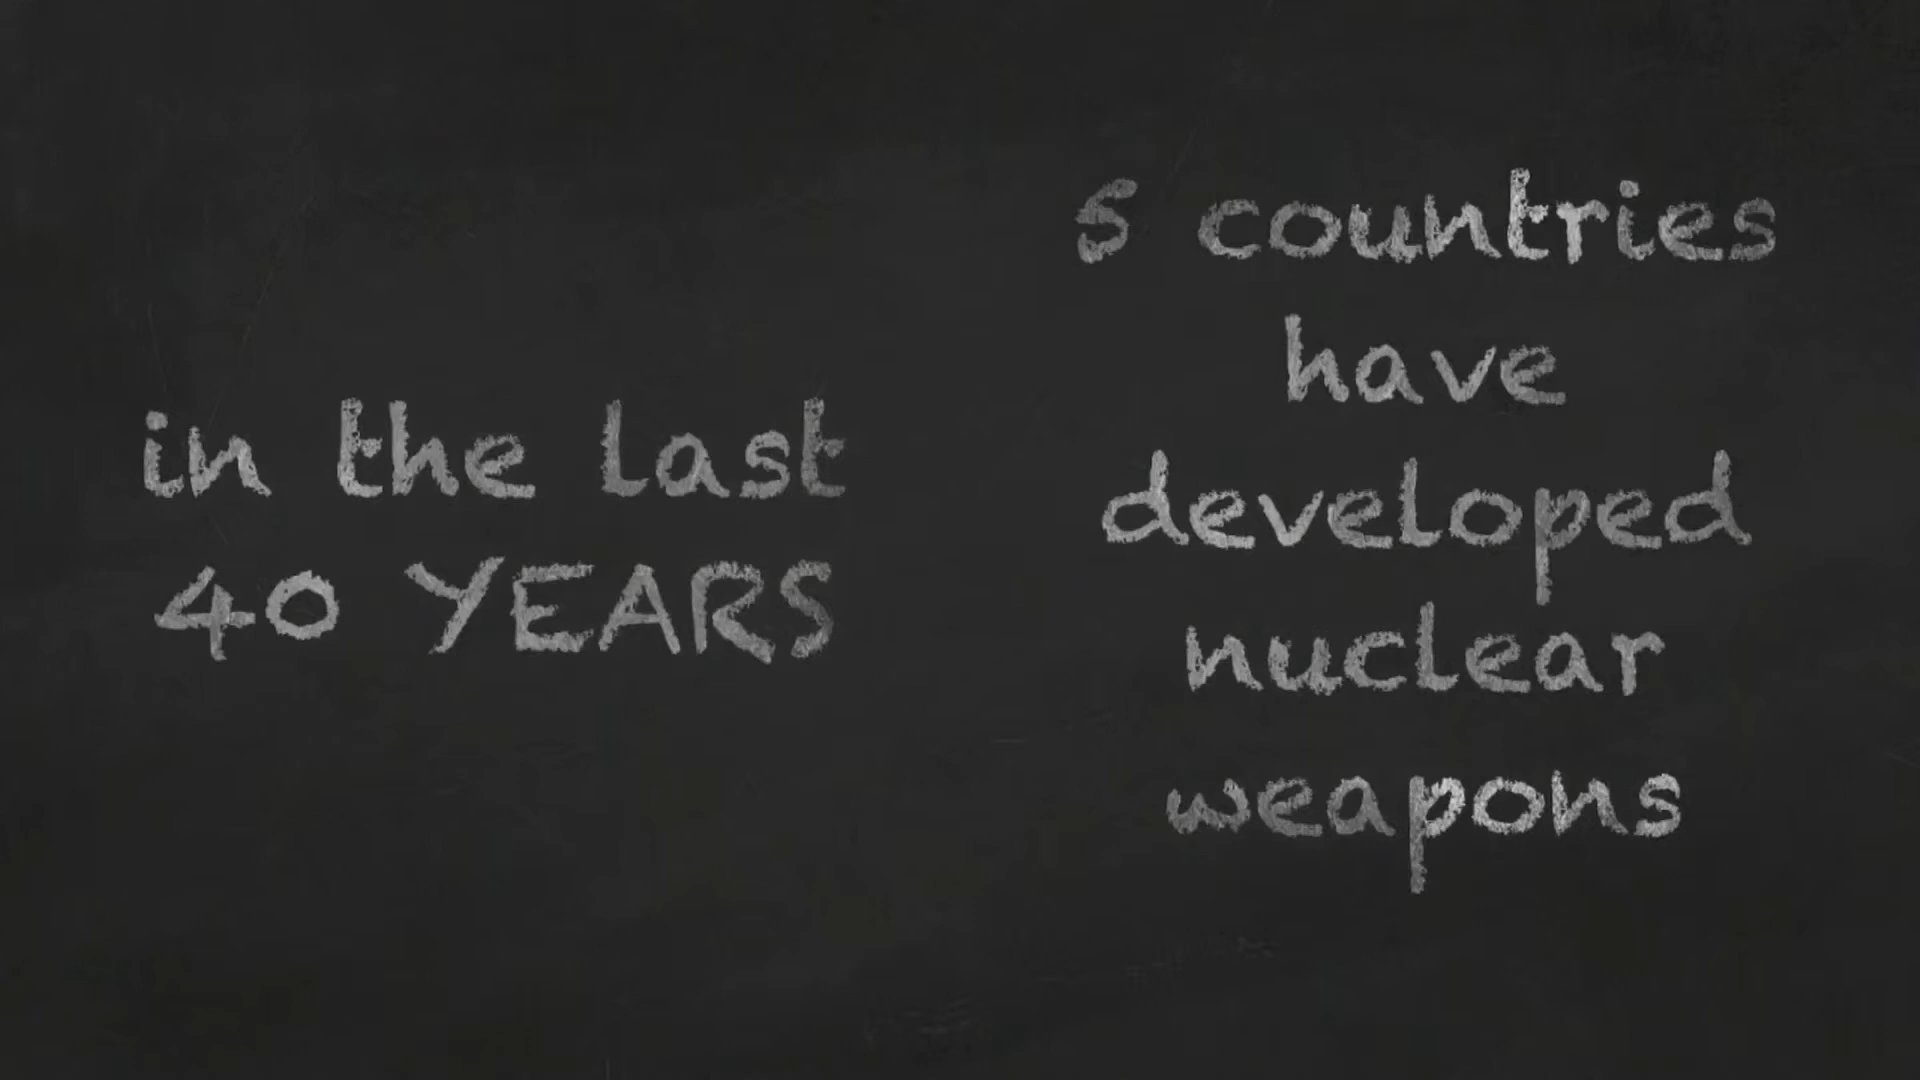 in the last
40 YEARS
5 countries
have
developed
nuclear
weapons